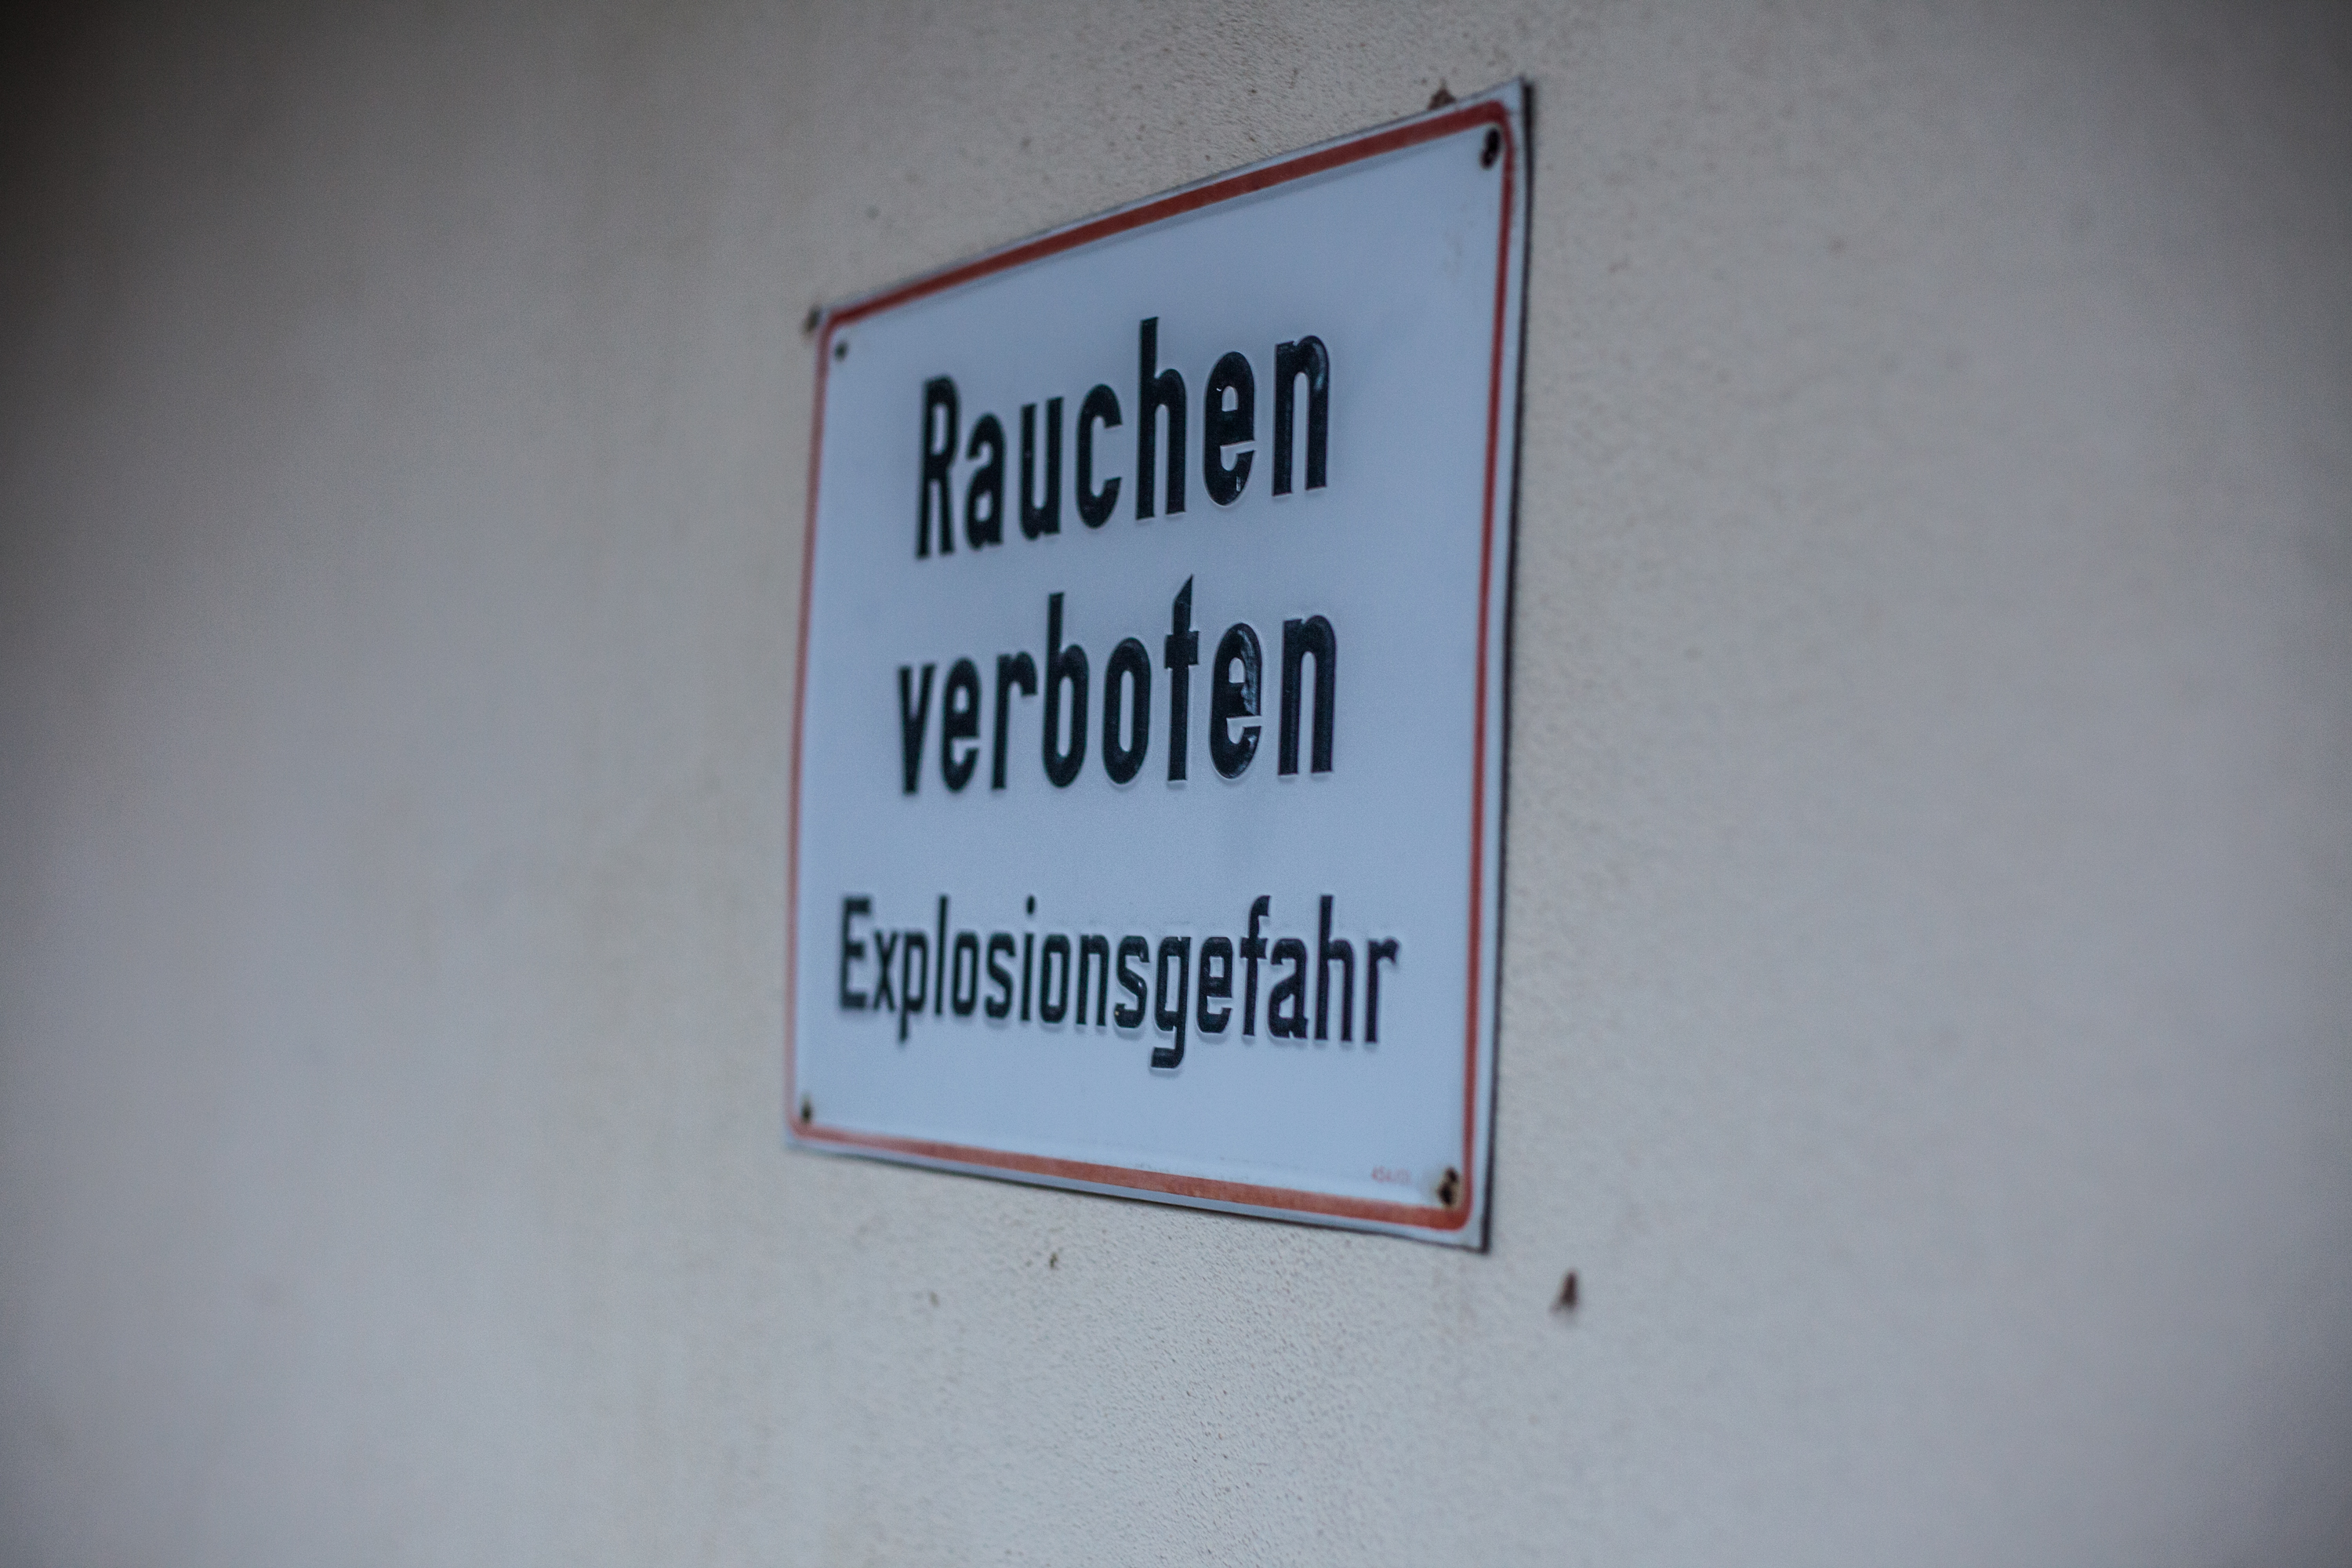 Rauchen
verboten
Explosionsgefahr